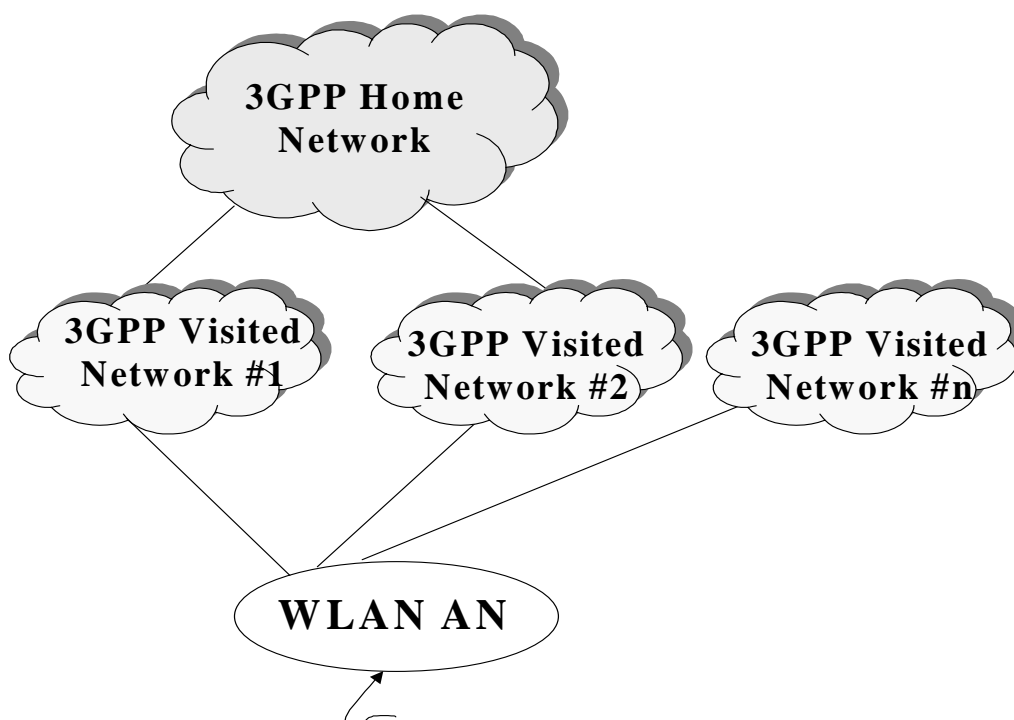 3GPP Home
Network
3GPP Visited
Network #1
3GPP Visited
Network #2
3GPP Visited
Network #n
WLAN AN